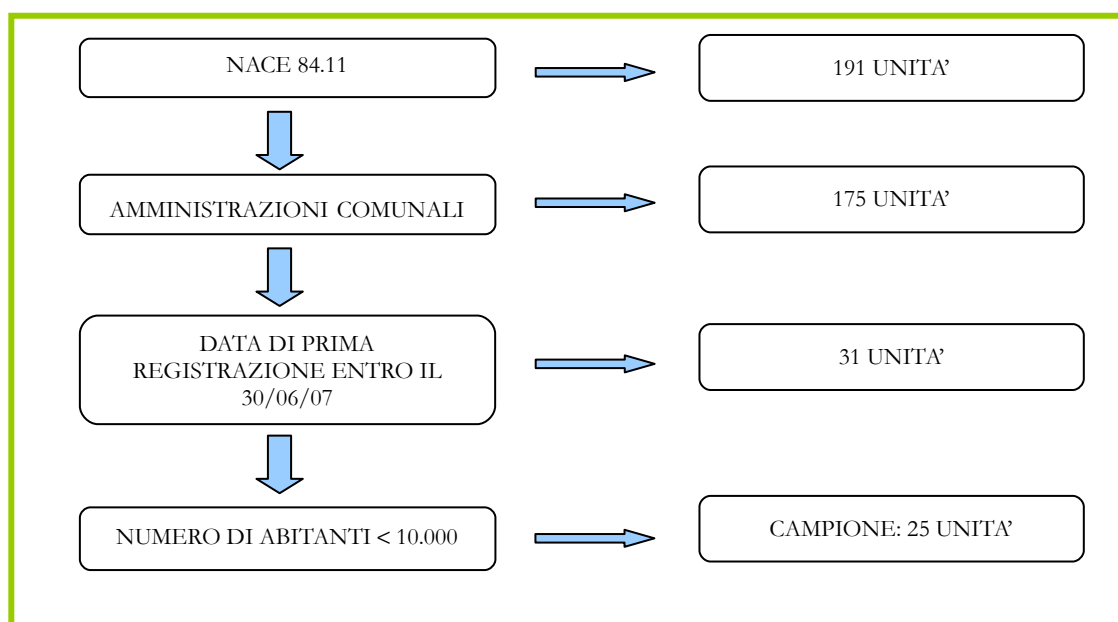 NACE 84.11
191 UNITA’
AMMINISTRAZIONI COMUNALI
175 UNITA’
DATA DI PRIMA
REGISTRAZIONE ENTRO IL
30/06/07
31 UNITA’
NUMERO DI ABITANTI < 10.000
CAMPIONE: 25 UNITA’